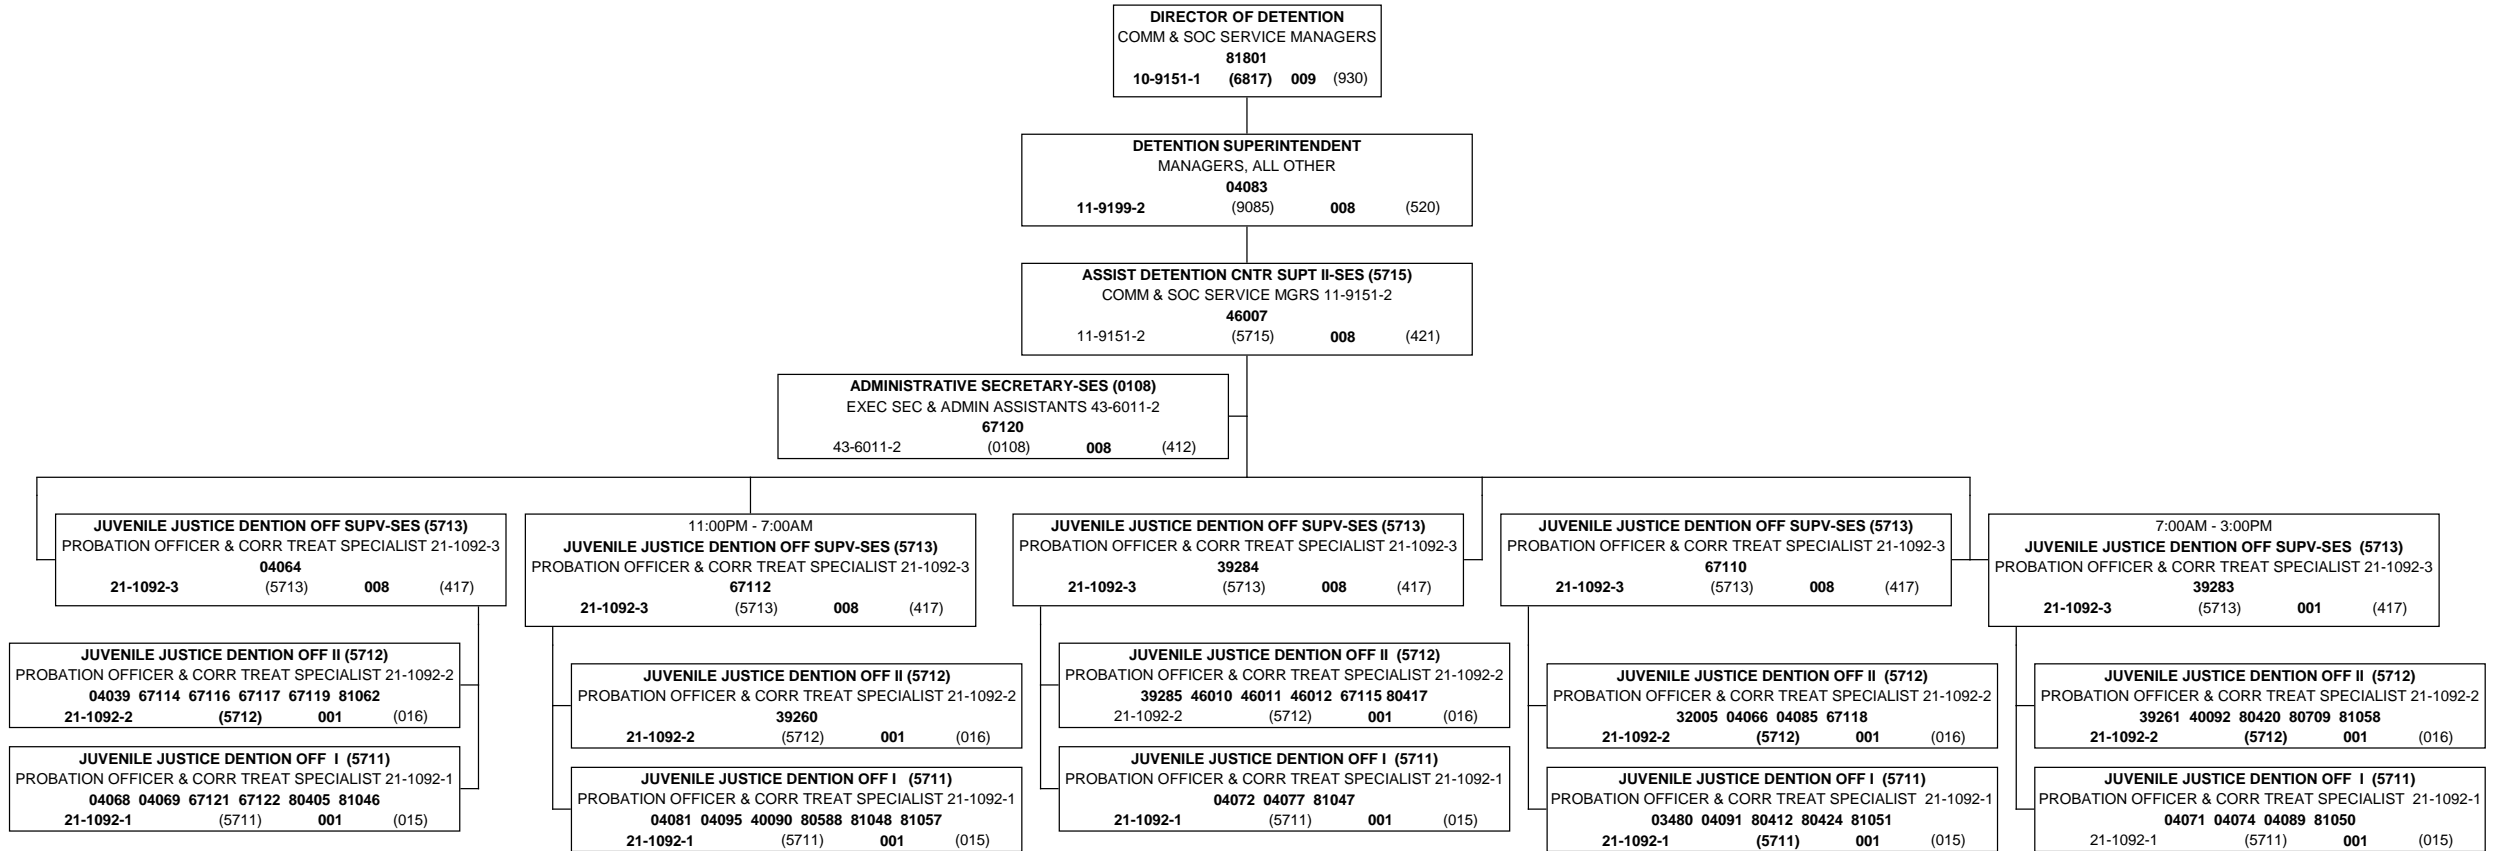 DIRECTOR OF DETENTION
COMM & SOC SERVICE MANAGERS
81801
10-9151-1 (6817) 009 (930)
DETENTION SUPERINTENDENT
MANAGERS, ALL OTHER
04083
11-9199-2 (9085) 008 (520)
ASSIST DETENTION CNTR SUPT II-SES (5715)
COMM & SOC SERVICE MGRS 11-9151-2
46007
11-9151-2 (5715) 008 (421)
ADMINISTRATIVE SECRETARY-SES (0108)
EXEC SEC & ADMIN ASSISTANTS 43-6011-2
67120
43-6011-2 (0108) 008 (412)
JUVENILE JUSTICE DENTION OFF SUPV-SES (5713)
PROBATION OFFICER & CORR TREAT SPECIALIST 21-1092-3
04064
21-1092-3 (5713) 008 (417)
JUVENILE JUSTICE DENTION OFF II (5712)
PROBATION OFFICER & CORR TREAT SPECIALIST 21-1092-2
04039 67114 67116 67117 67119 81062
21-1092-2 (5712) 001 (016)
JUVENILE JUSTICE DENTION OFF I (5711)
PROBATION OFFICER & CORR TREAT SPECIALIST 21-1092-1
04068 04069 67121 67122 80405 81046
21-1092-1 (5711) 001 (015)
11:00PM - 7:00AM
JUVENILE JUSTICE DENTION OFF SUPV-SES (5713)
PROBATION OFFICER & CORR TREAT SPECIALIST 21-1092-3
67112
21-1092-3 (5713) 008 (417)
JUVENILE JUSTICE DENTION OFF II (5712)
PROBATION OFFICER & CORR TREAT SPECIALIST 21-1092-2
39260
21-1092-2 (5712) 001 (016)
JUVENILE JUSTICE DENTION OFF I (5711)
PROBATION OFFICER & CORR TREAT SPECIALIST 21-1092-1
04081 04095 40090 80588 81048 81057
21-1092-1 (5711) 001 (015)
JUVENILE JUSTICE DENTION OFF SUPV-SES (5713)
PROBATION OFFICER & CORR TREAT SPECIALIST 21-1092-3
39284
21-1092-3 (5713) 008 (417)
JUVENILE JUSTICE DENTION OFF II (5712)
PROBATION OFFICER & CORR TREAT SPECIALIST 21-1092-2
39285 46010 46011 46012 67115 80417
21-1092-2 (5712) 001 (016)
JUVENILE JUSTICE DENTION OFF I (5711)
PROBATION OFFICER & CORR TREAT SPECIALIST 21-1092-1
04072 04077 81047
21-1092-1 (5711) 001 (015)
JUVENILE JUSTICE DENTION OFF SUPV-SES (5713)
PROBATION OFFICER & CORR TREAT SPECIALIST 21-1092-3
67110
21-1092-3 (5713) 008 (417)
JUVENILE JUSTICE DENTION OFF II (5712)
PROBATION OFFICER & CORR TREAT SPECIALIST 21-1092-2
32005 04066 04085 67118
21-1092-2 (5712) 001 (016)
JUVENILE JUSTICE DENTION OFF I (5711)
PROBATION OFFICER & CORR TREAT SPECIALIST 21-1092-1
03480 04091 80412 80424 81051
21-1092-1 (5711) 001 (015)
7:00AM - 3:00PM
JUVENILE JUSTICE DENTION OFF SUPV-SES (5713)
PROBATION OFFICER & CORR TREAT SPECIALIST 21-1092-3
39283
21-1092-3 (5713) 001 (417)
JUVENILE JUSTICE DENTION OFF II (5712)
PROBATION OFFICER & CORR TREAT SPECIALIST 21-1092-2
39261 40092 80420 80709 81058
21-1092-2 (5712) 001 (016)
JUVENILE JUSTICE DENTION OFF I (5711)
PROBATION OFFICER & CORR TREAT SPECIALIST 21-1092-1
04071 04074 04089 81050
21-1092-1 (5711) 001 (015)